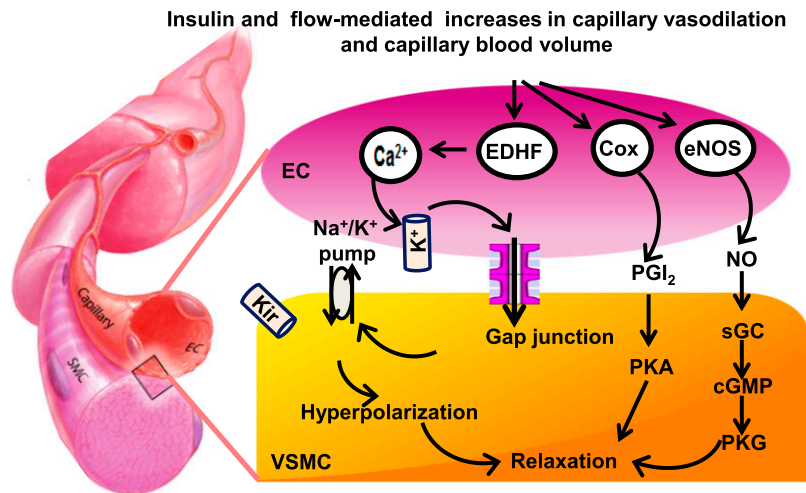 Insulin and flow-mediated increases in capillary vasodilation
and capillary blood volume
EC
Ca²⁺
EDHF
Cox
eNOS
Na⁺/K⁺
pump
K⁺
PGI₂
NO
Kir
Gap junction
sGC
PKA
cGMP
Hyperpolarization
PKG
VSMC
Relaxation
Capillary
EC
SMC